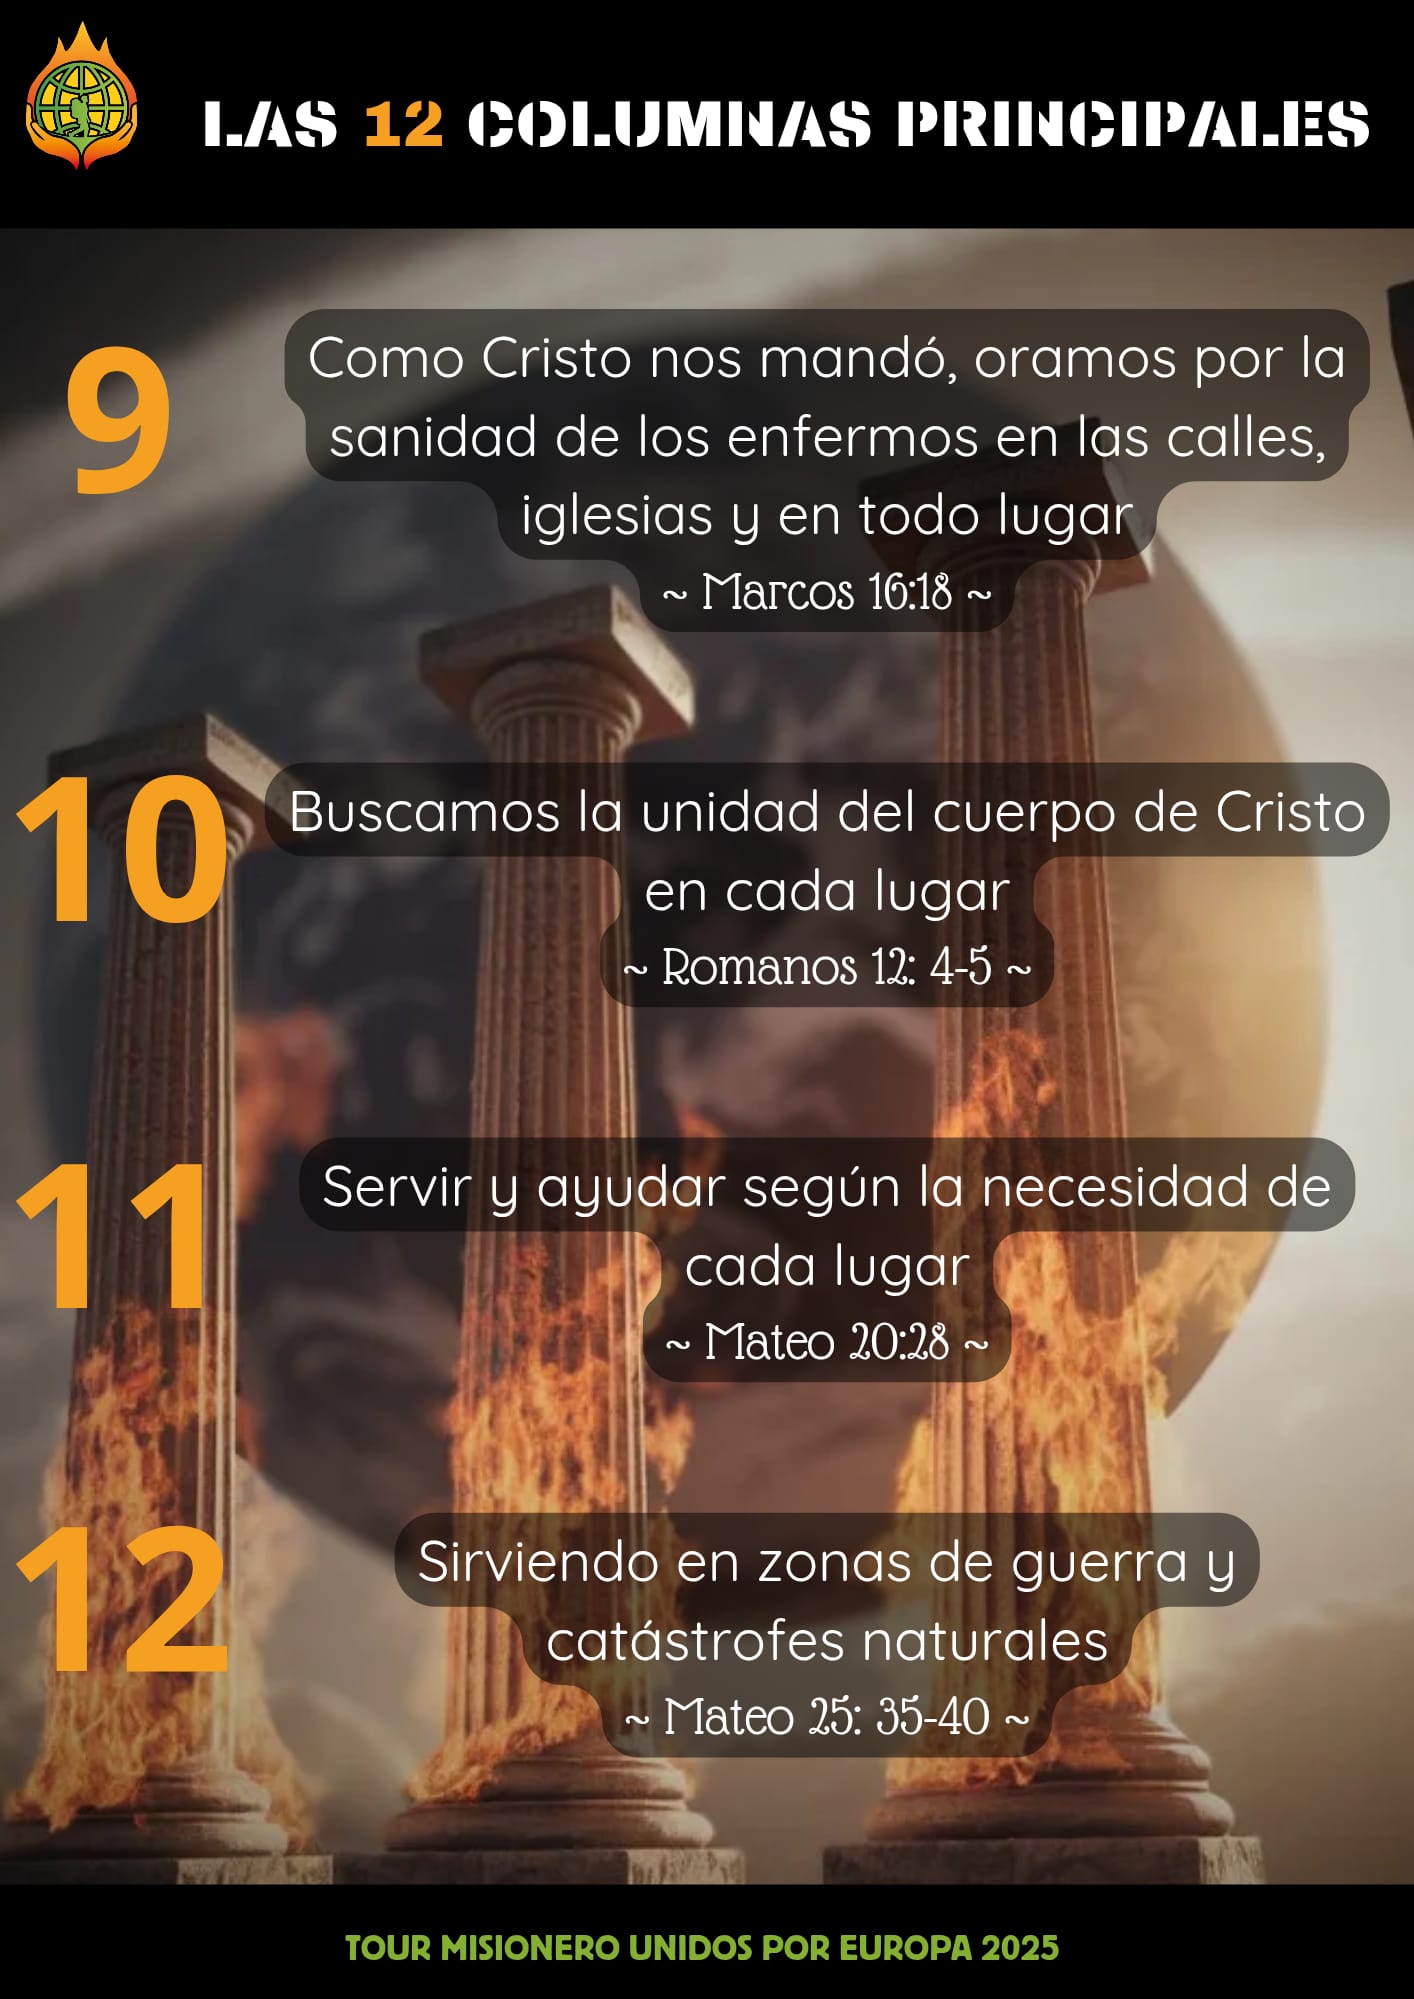 LAS 12 COLUMNAS PRINCIPALES
9
Como Cristo nos mandó, oramos por la
sanidad de los enfermos en las calles,
iglesias y en todo lugar
~ Marcos 16:18 ~
10
Buscamos la unidad del cuerpo de Cristo
en cada lugar
~ Romanos 12: 4-5 ~
11
Servir y ayudar según la necesidad de
cada lugar
~ Mateo 20:28 ~
12
Sirviendo en zonas de guerra y
catástrofes naturales
~ Mateo 25: 35-40 ~
TOUR MISIONERO UNIDOS POR EUROPA 2025